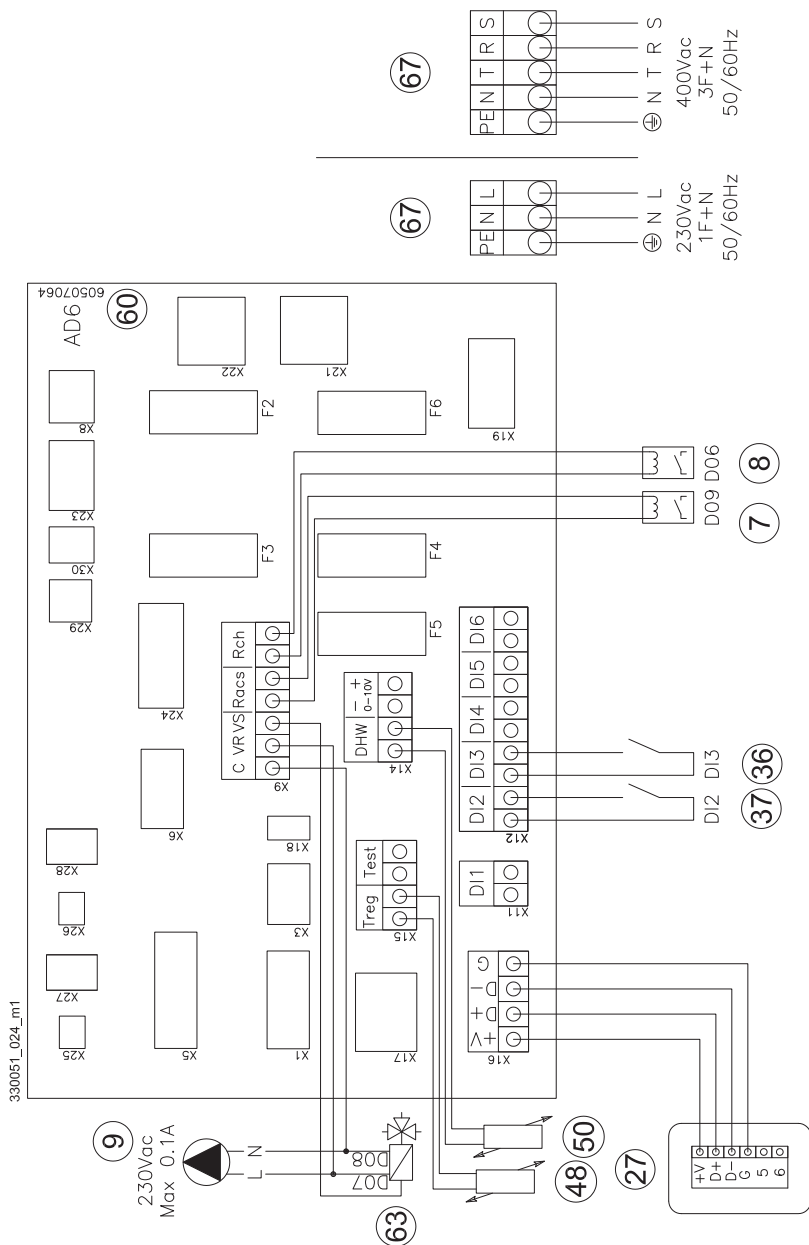 330051_024_m1
9
230Vac
Max 0.1A
L N
63
D07
D08
48
50
27
+V
D+
D-
G
5
6
60
AD6
60507064
X25
X27
X26
X28
X29
X30
X23
X8
X5
X6
X24
F3
F2
X22
X1
X3
X18
C VR VS Racs Rch
X9
X17
Treg Test
X15
DHW - +
0-10V
X14
F5
F4
F6
X21
+V D+ D- G
X16
DI1
X11
DI2 DI3 DI4 DI5 DI6
X12
X19
DI2
37
DI3
36
D09
7
D06
8
67
PE N L
N L
230Vac
1F+N
50/60Hz
67
PE N T R S
N T R S
400Vac
3F+N
50/60Hz